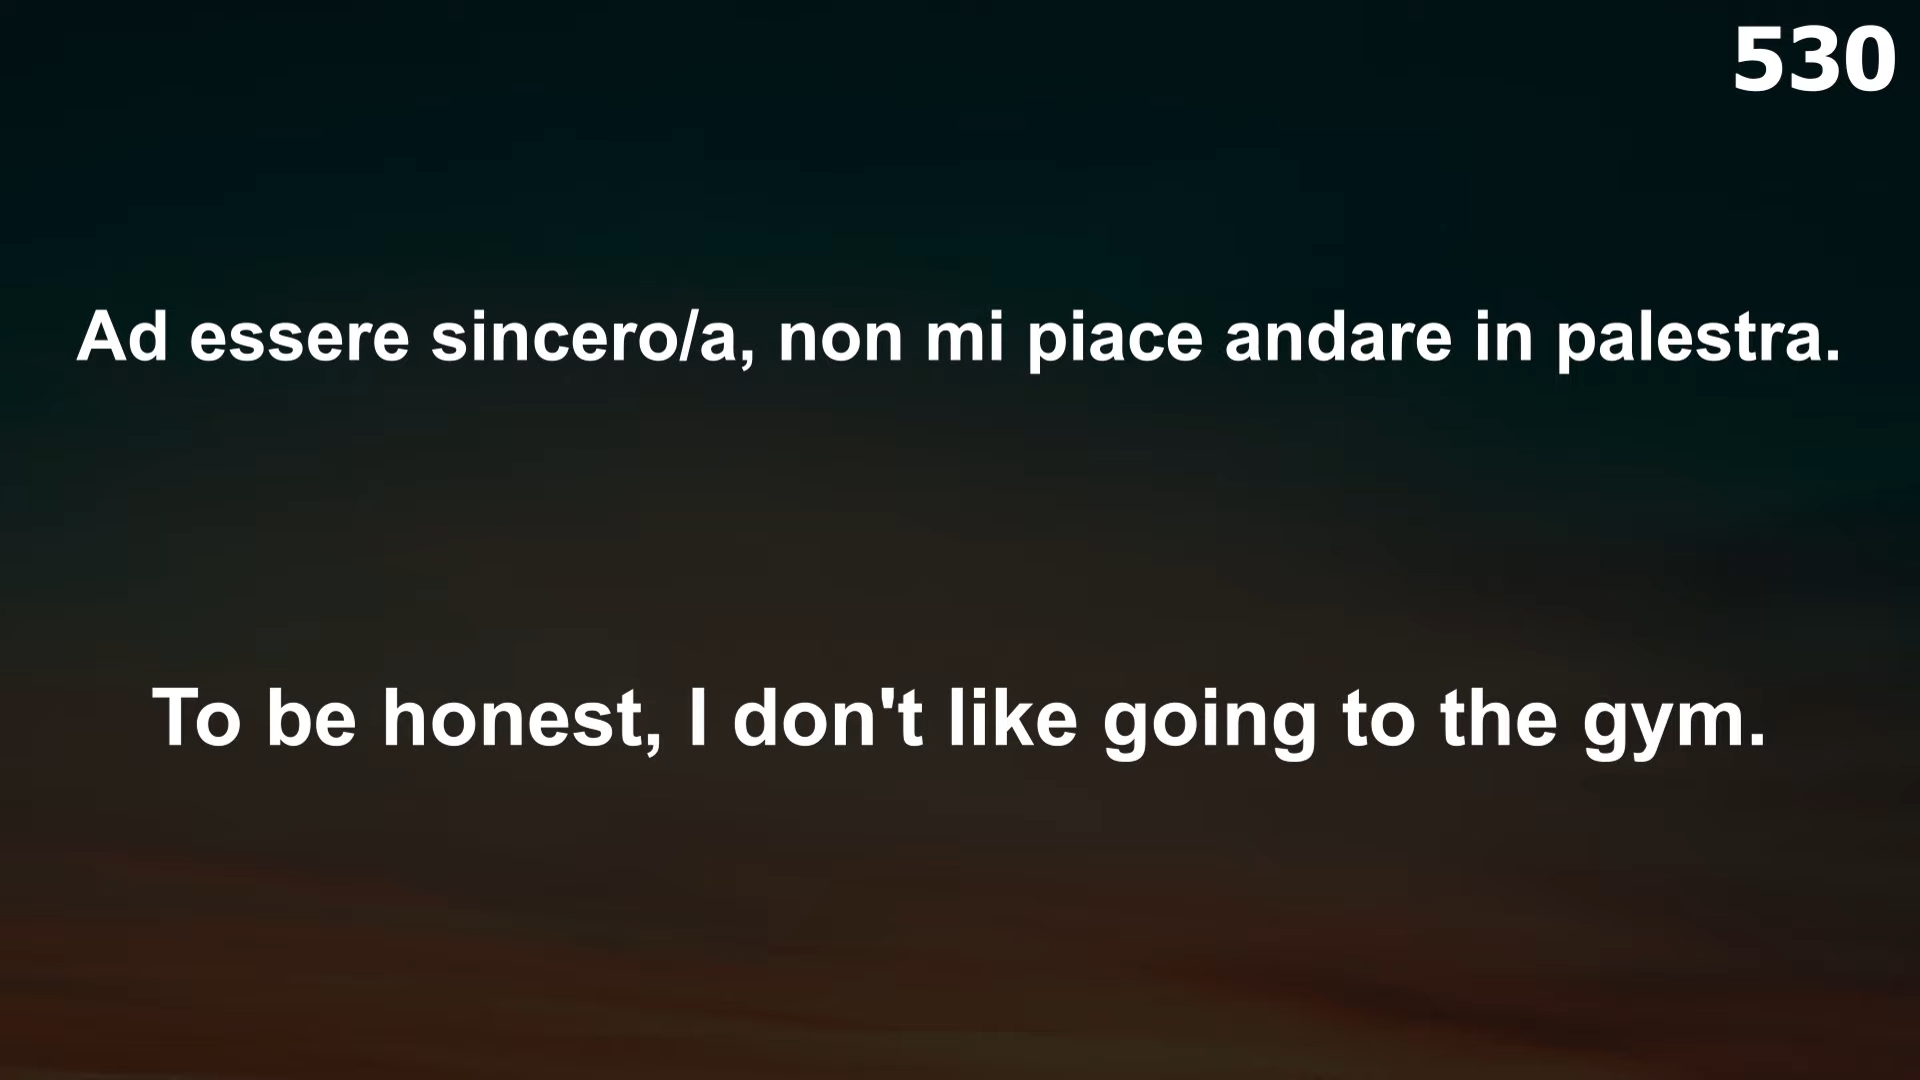 530
Ad essere sincero/a, non mi piace andare in palestra.
To be honest, I don't like going to the gym.